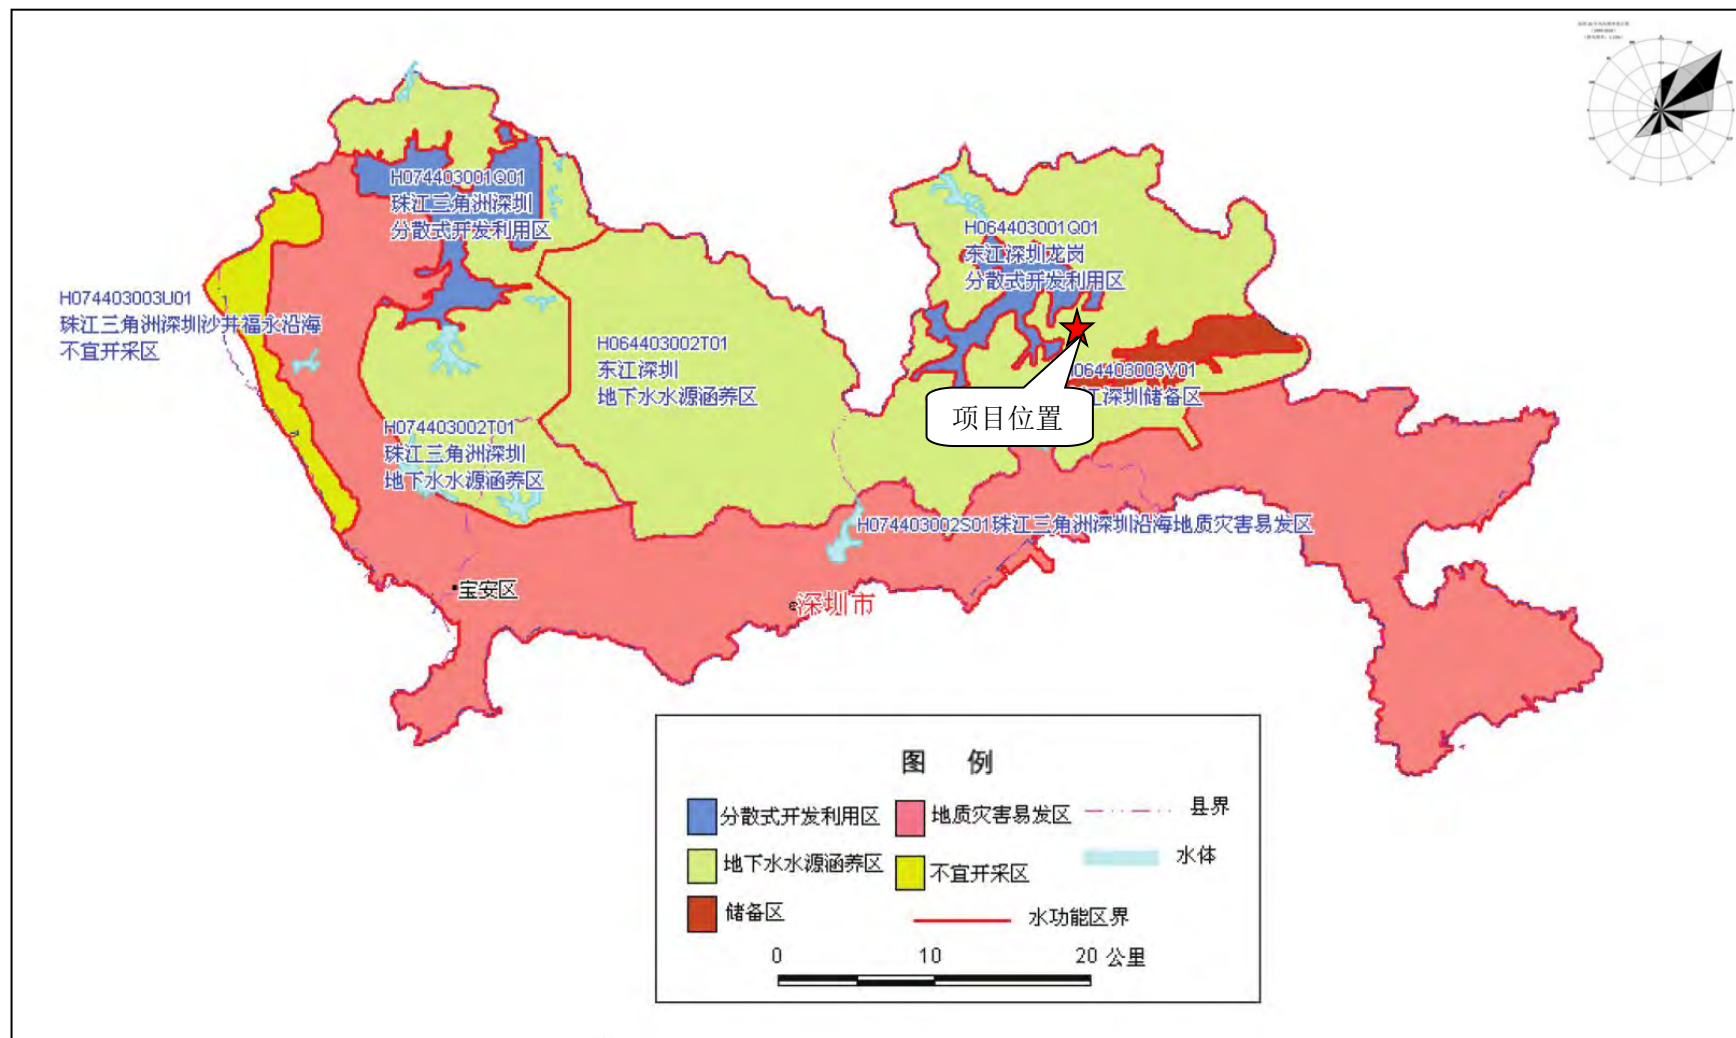 H074403001Q01
珠江三角洲深圳
分散式开发利用区
H064403001Q01
东江深圳龙岗
分散式开发利用区
H074403003U01
珠江三角洲深圳沙井福永沿海
不宜开采区
H064403002T01
东江深圳
地下水水源涵养区
064403003V01
江深圳储备区
项目位置
H074403002T01
珠江三角洲深圳
地下水水源涵养区
H074403002S01珠江三角洲深圳沿海地质灾害易发区
宝安区
深圳市
图 例
分散式开发利用区
地质灾害易发区
县界
地下水水源涵养区
不宜开采区
水体
储备区
水功能区界
0 10 20 公里